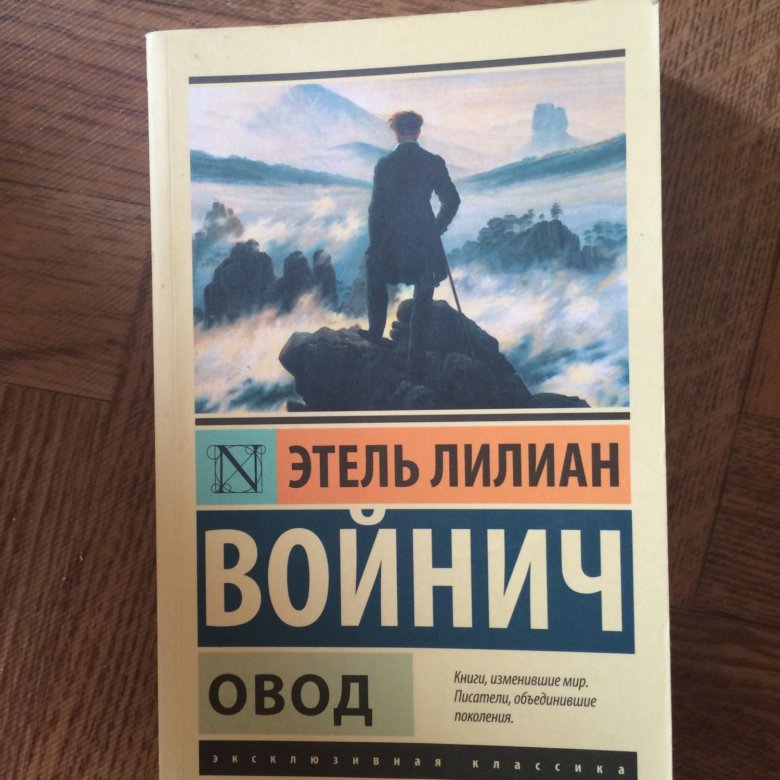 N ЭТЕЛЬ ЛИЛИАН
ВОЙНИЧ
ОВОД
Книги, изменившие мир.
Писатели, объединившие
поколения.
эксклюзивная классика